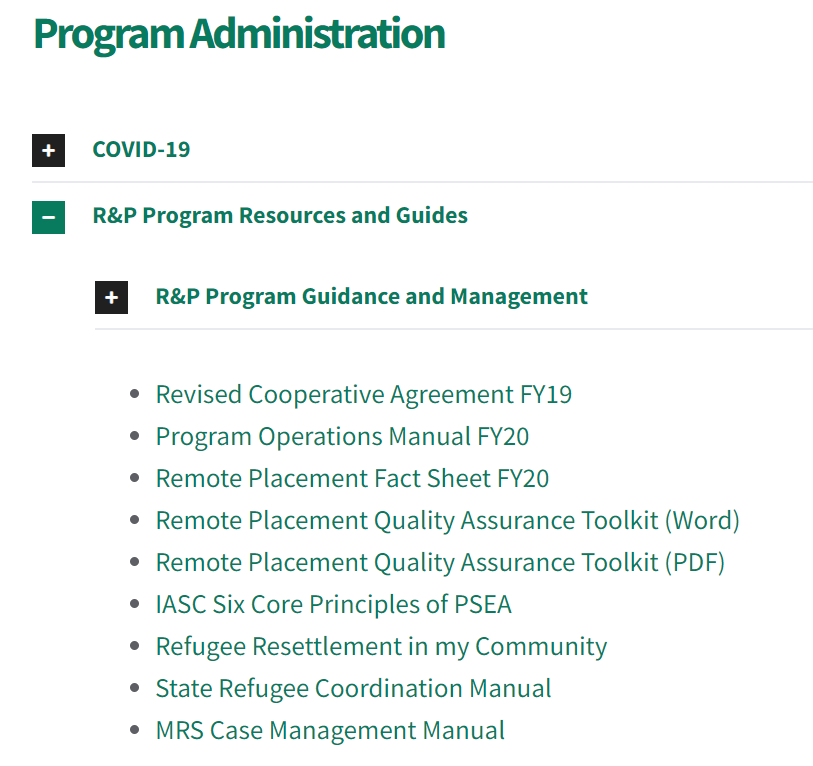 Program Administration
COVID-19
R&P Program Resources and Guides
R&P Program Guidance and Management
Revised Cooperative Agreement FY19
Program Operations Manual FY20
Remote Placement Fact Sheet FY20
Remote Placement Quality Assurance Toolkit (Word)
Remote Placement Quality Assurance Toolkit (PDF)
IASC Six Core Principles of PSEA
Refugee Resettlement in my Community
State Refugee Coordination Manual
MRS Case Management Manual